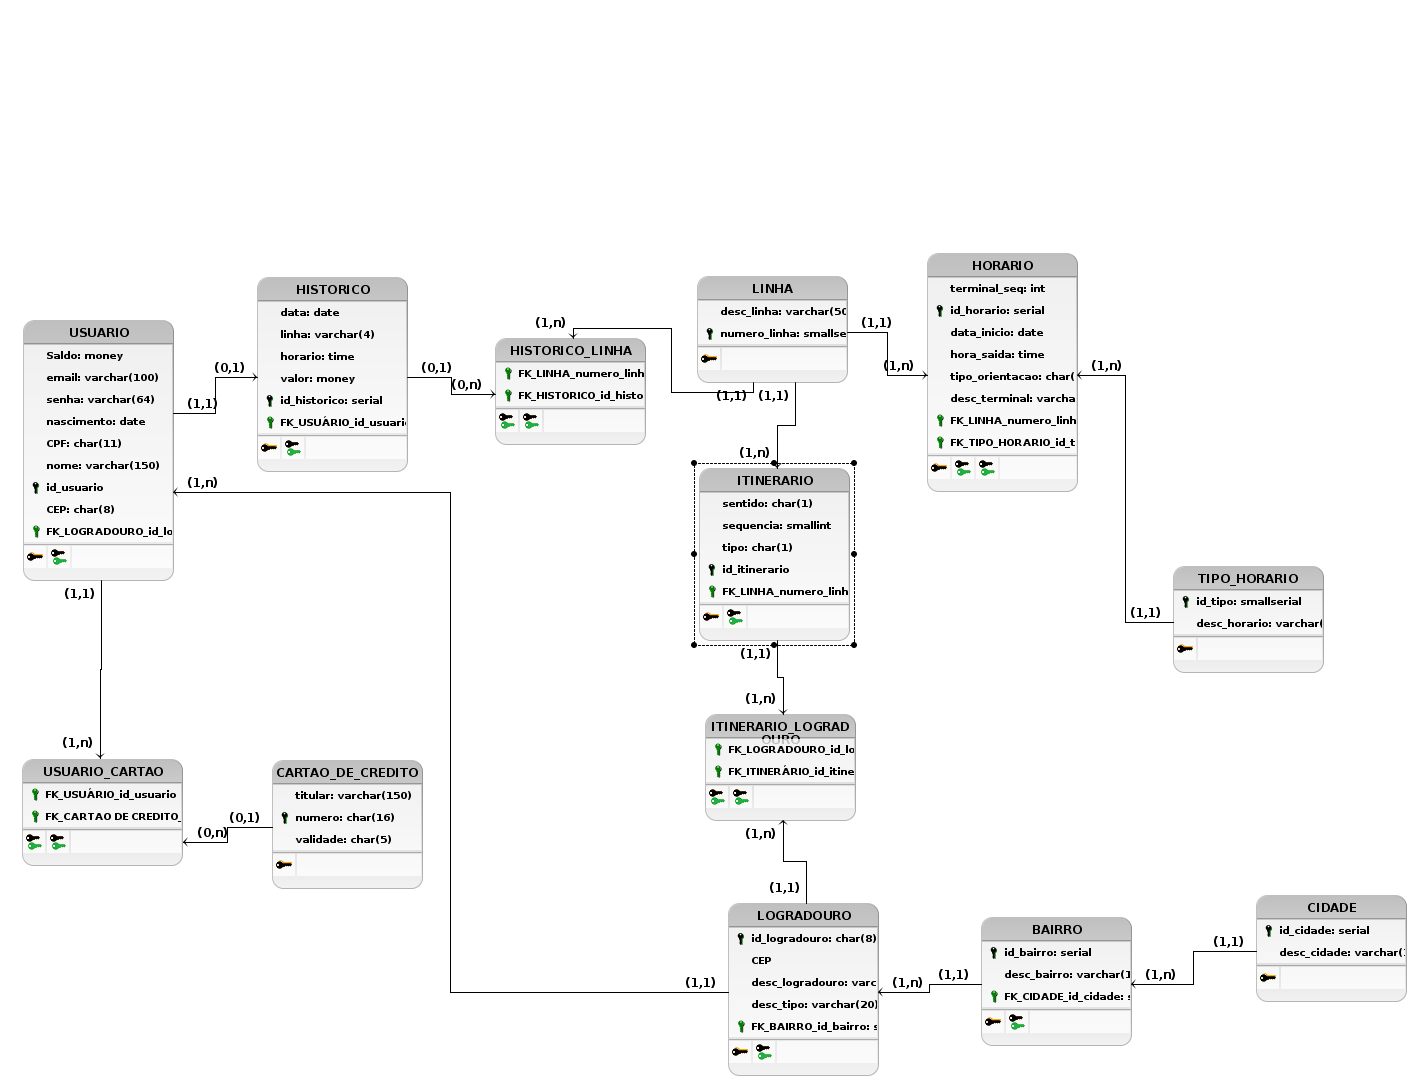 HORARIO
terminal_seq: int
id_horario: serial
data_inicio: date
hora_saida: time
tipo_orientacao: char(
desc_terminal: varcha
FK_LINHA_numero_linh
FK_TIPO_HORARIO_id_t
HISTORICO
data: date
linha: varchar(4)
horario: time
valor: money
id_historico: serial
FK_USUÁRIO_id_usuari
LINHA
desc_linha: varchar(50
numero_linha: smallse
USUARIO
Saldo: money
email: varchar(100)
senha: varchar(64)
nascimento: date
CPF: char(11)
nome: varchar(150)
id_usuario
CEP: char(8)
FK_LOGRADOURO_id_lo
HISTORICO_LINHA
FK_LINHA_numero_linh
FK_HISTORICO_id_histo
(1,n)
(1,1)
(0,1)
(0,1)
(1,n)
(1,n)
(0,n)
(1,1)
(1,1)
(1,1)
(1,n)
(1,n)
ITINERARIO
sentido: char(1)
sequencia: smallint
tipo: char(1)
id_itinerario
FK_LINHA_numero_linh
TIPO_HORARIO
id_tipo: smallserial
desc_horario: varchar(
(1,1)
(1,1)
(1,1)
(1,n)
(1,n)
ITINERARIO_LOGRAD
OURO
FK_LOGRADOURO_id_lo
FK_ITINERÁRIO_id_itine
USUARIO_CARTAO
FK_USUÁRIO_id_usuario
FK_CARTAO DE CREDITO_
CARTAO_DE_CREDITO
titular: varchar(150)
numero: char(16)
validade: char(5)
(0,1)
(0,n)
(1,n)
(1,1)
LOGRADOURO
id_logradouro: char(8)
CEP
desc_logradouro: varc
desc_tipo: varchar(20)
FK_BAIRRO_id_bairro: s
BAIRRO
id_bairro: serial
desc_bairro: varchar(1
FK_CIDADE_id_cidade: s
CIDADE
id_cidade: serial
desc_cidade: varchar(1
(1,1)
(1,n)
(1,1)
(1,n)
(1,1)